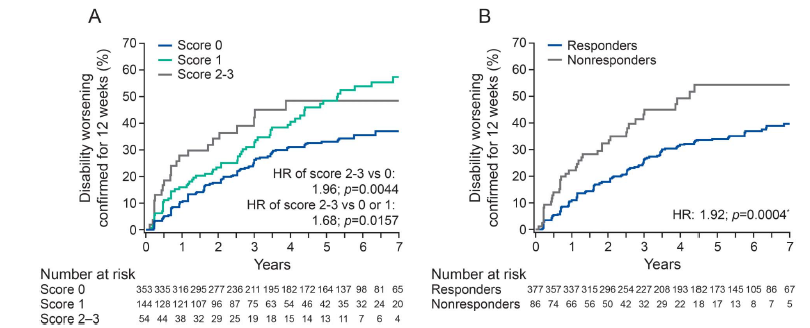 A
Disability worsening
confirmed for 12 weeks (%)
70
60
50
40
30
20
10
0
Score 0
Score 1
Score 2-3
HR of score 2-3 vs 0:
1.96; p=0.0044
HR of score 2-3 vs 0 or 1:
1.68; p=0.0157
0 1 2 3 4 5 6 7
Years
Number at risk
Score 0 353 335 316 295 277 236 211 195 182 172 164 137 98 81 65
Score 1 144 128 121 107 96 87 75 63 54 46 42 35 32 24 20
Score 2–3 54 44 38 32 29 25 19 18 15 14 13 11 7 6 4
B
Disability worsening
confirmed for 12 weeks (%)
70
60
50
40
30
20
10
0
Responders
Nonresponders
HR: 1.92; p=0.0004*
0 1 2 3 4 5 6 7
Years
Number at risk
Responders 377 357 337 315 296 254 227 208 193 182 173 145 105 86 67
Nonresponders 86 74 66 56 50 42 32 29 22 18 17 13 8 7 5